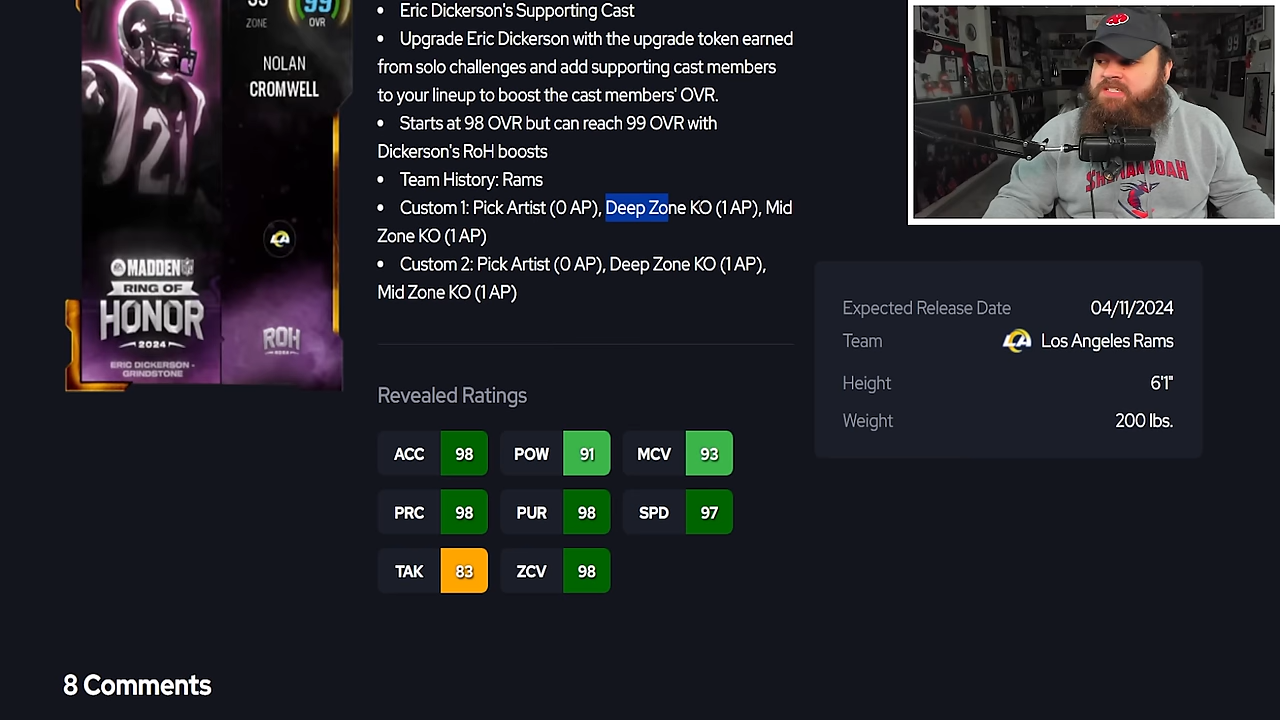 99
ZONE
99
OVR
NOLAN
CROMWELL
21
MADDEN
RING OF
HONOR
2024
ERIC DICKERSON -
GRINDSTONE
ROH
• Eric Dickerson's Supporting Cast
• Upgrade Eric Dickerson with the upgrade token earned
from solo challenges and add supporting cast members
to your lineup to boost the cast members' OVR.
• Starts at 98 OVR but can reach 99 OVR with
Dickerson's RoH boosts
• Team History: Rams
• Custom 1: Pick Artist (0 AP), Deep Zone KO (1 AP), Mid
Zone KO (1 AP)
• Custom 2: Pick Artist (0 AP), Deep Zone KO (1 AP),
Mid Zone KO (1 AP)
Revealed Ratings
ACC 98 POW 91 MCV 93
PRC 98 PUR 98 SPD 97
TAK 83 ZCV 98
Expected Release Date 04/11/2024
Team Los Angeles Rams
Height 6'1"
Weight 200 lbs.
8 Comments